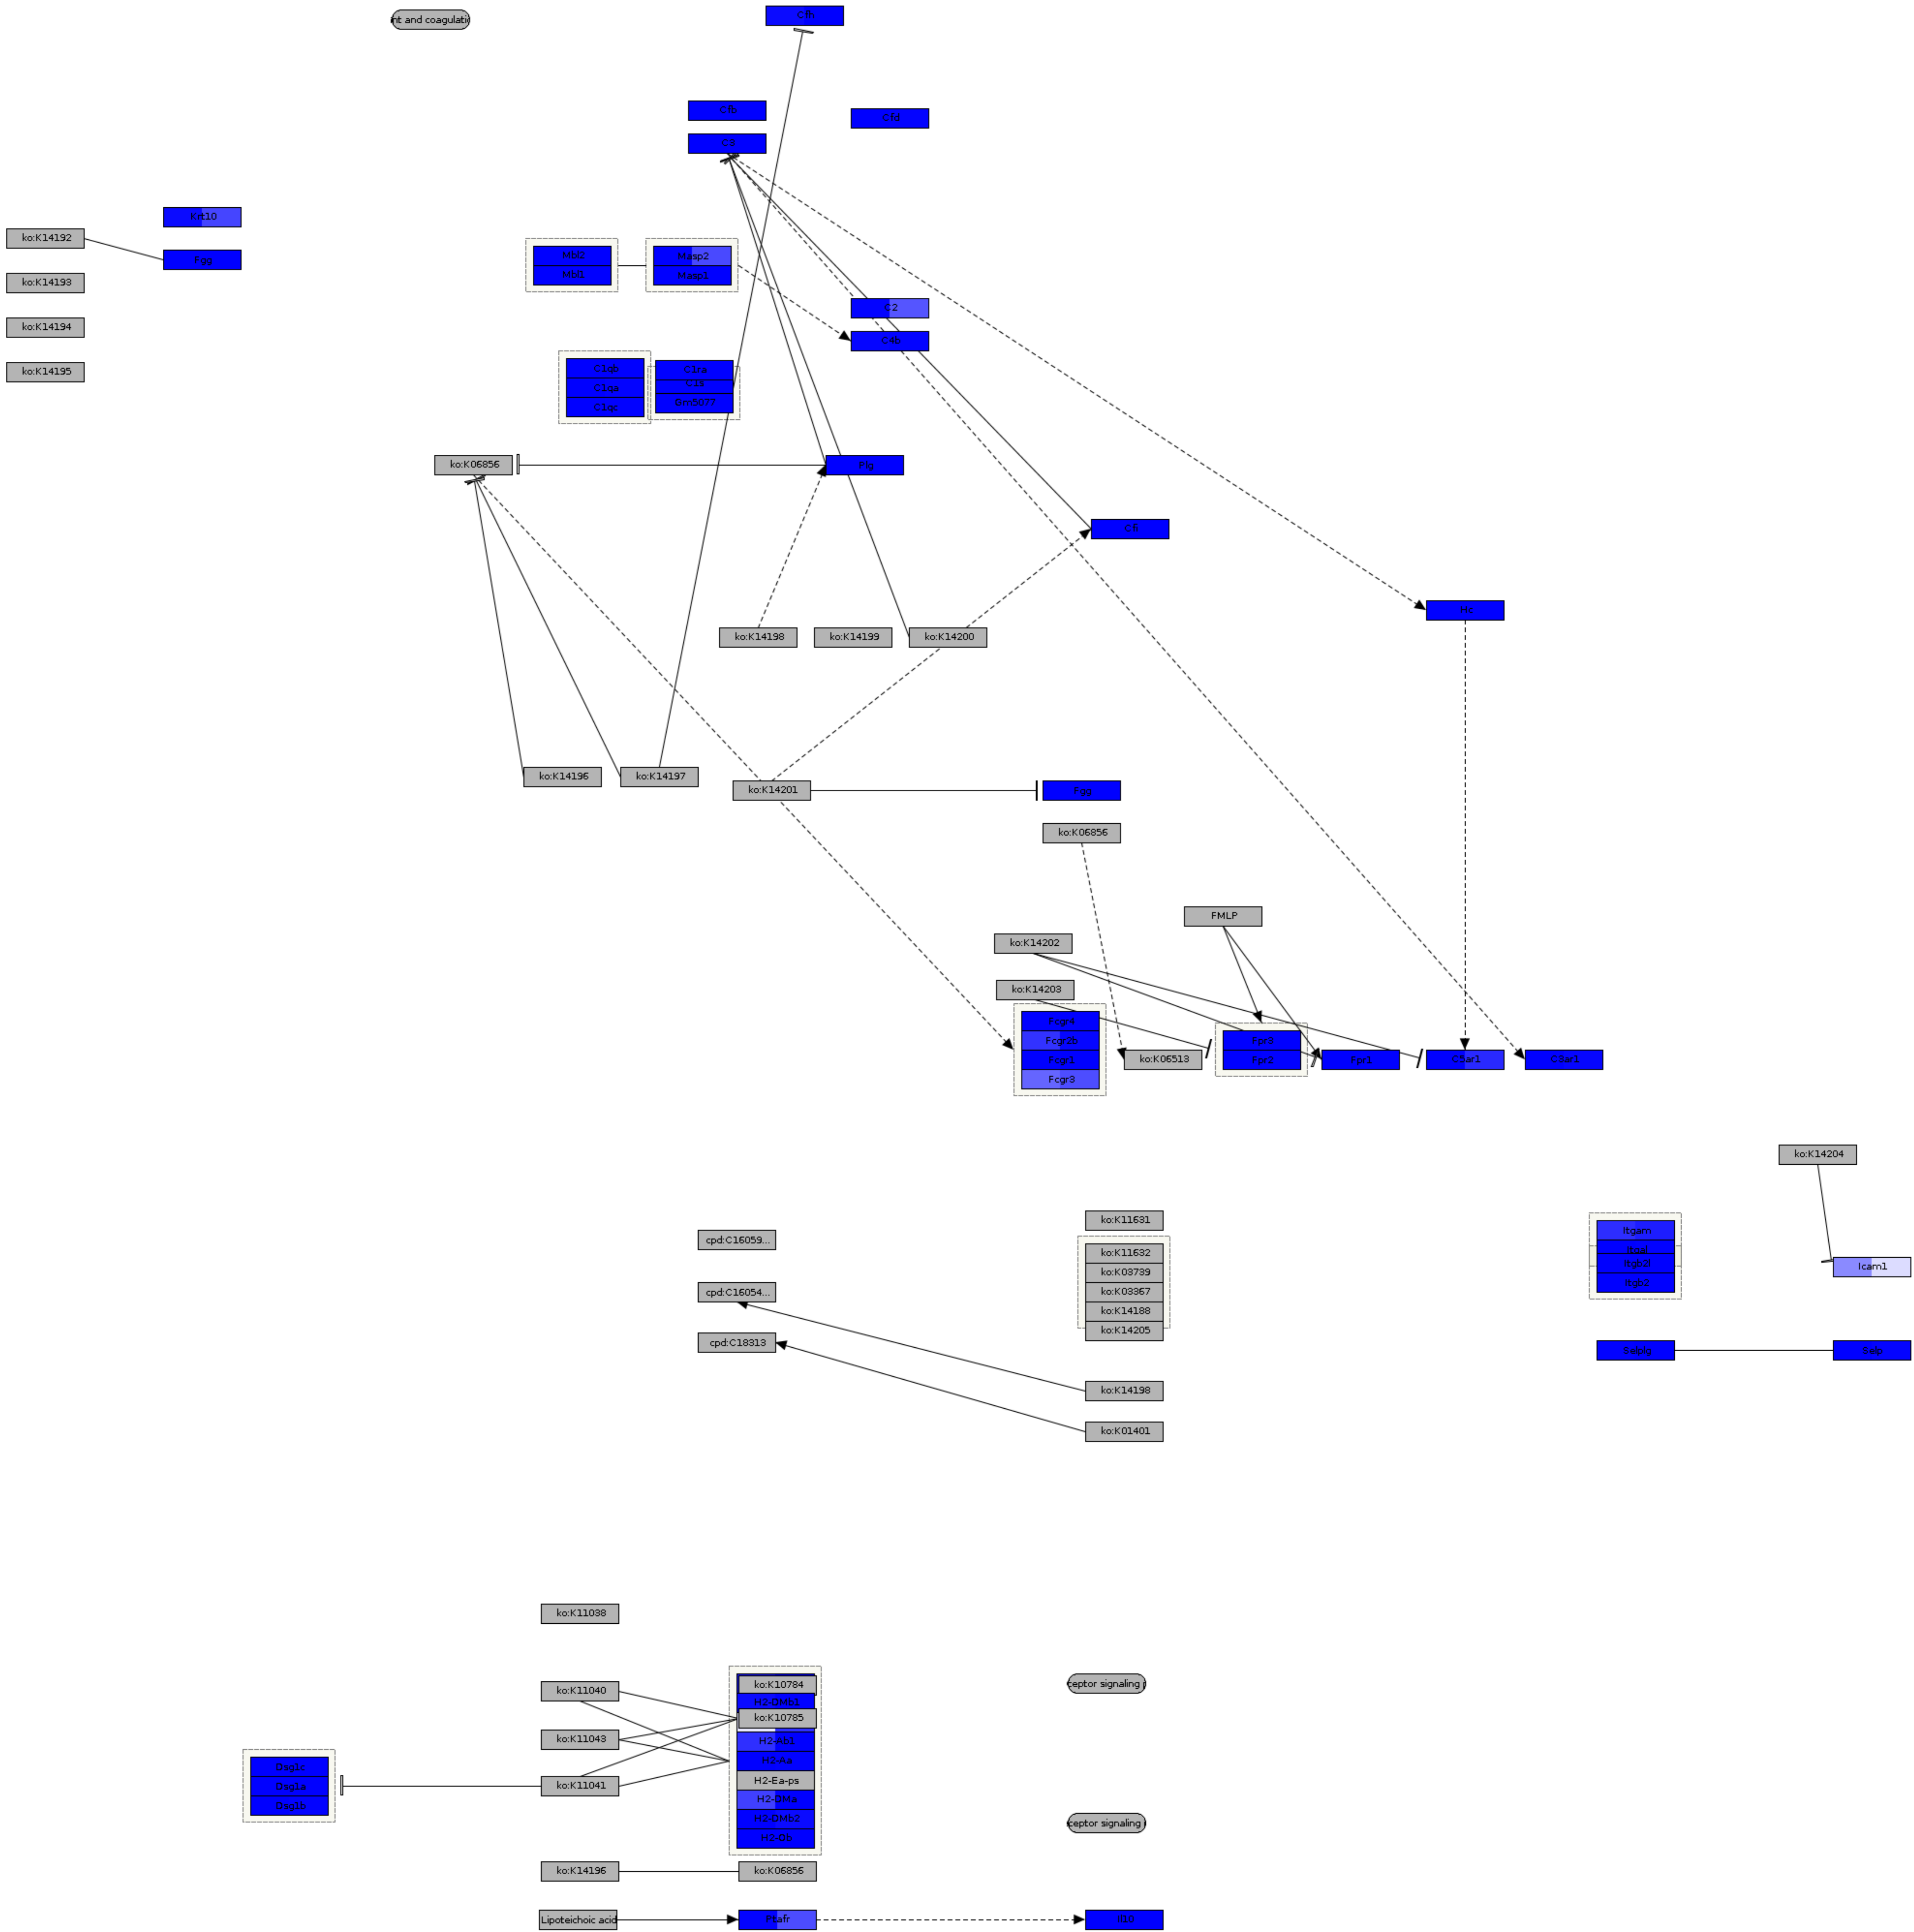 nt and coagulatio
Cfh
Cfb
Cfd
C3
Krt10
ko:K14192
Fgg
ko:K14193
ko:K14194
ko:K14195
Mbl2
Mbl1
Masp2
Masp1
C2
C4b
C1qb
C1qa
C1qc
C1ra
C1s
Gm5077
ko:K06856
Plg
Cfi
Hc
ko:K14198
ko:K14199
ko:K14200
ko:K14196
ko:K14197
ko:K14201
Fgg
ko:K06856
FMLP
ko:K14202
ko:K14203
Fcgr4
Fcgr2b
Fcgr1
Fcgr3
ko:K06513
Fpr3
Fpr2
Fpr1
C5ar1
C3ar1
ko:K14204
ko:K11631
cpd:C16059...
ko:K11632
ko:K03739
ko:K03367
ko:K14188
ko:K14205
Itgam
Itgal
Itgb2
Icam1
cpd:C16054...
cpd:C18313
Selplg
Selp
ko:K14198
ko:K01401
ko:K11038
ko:K11040
ko:K10784
H2-DMb1
ko:K10785
ceptor signaling p
ko:K11043
H2-Ab1
H2-Aa
H2-Ea-ps
H2-DMa
H2-DMb2
H2-Ob
Dsg1c
Dsg1a
Dsg1b
ko:K11041
ceptor signaling p
ko:K14196
ko:K06856
Lipoteichoic acid
Ptafr
Il10